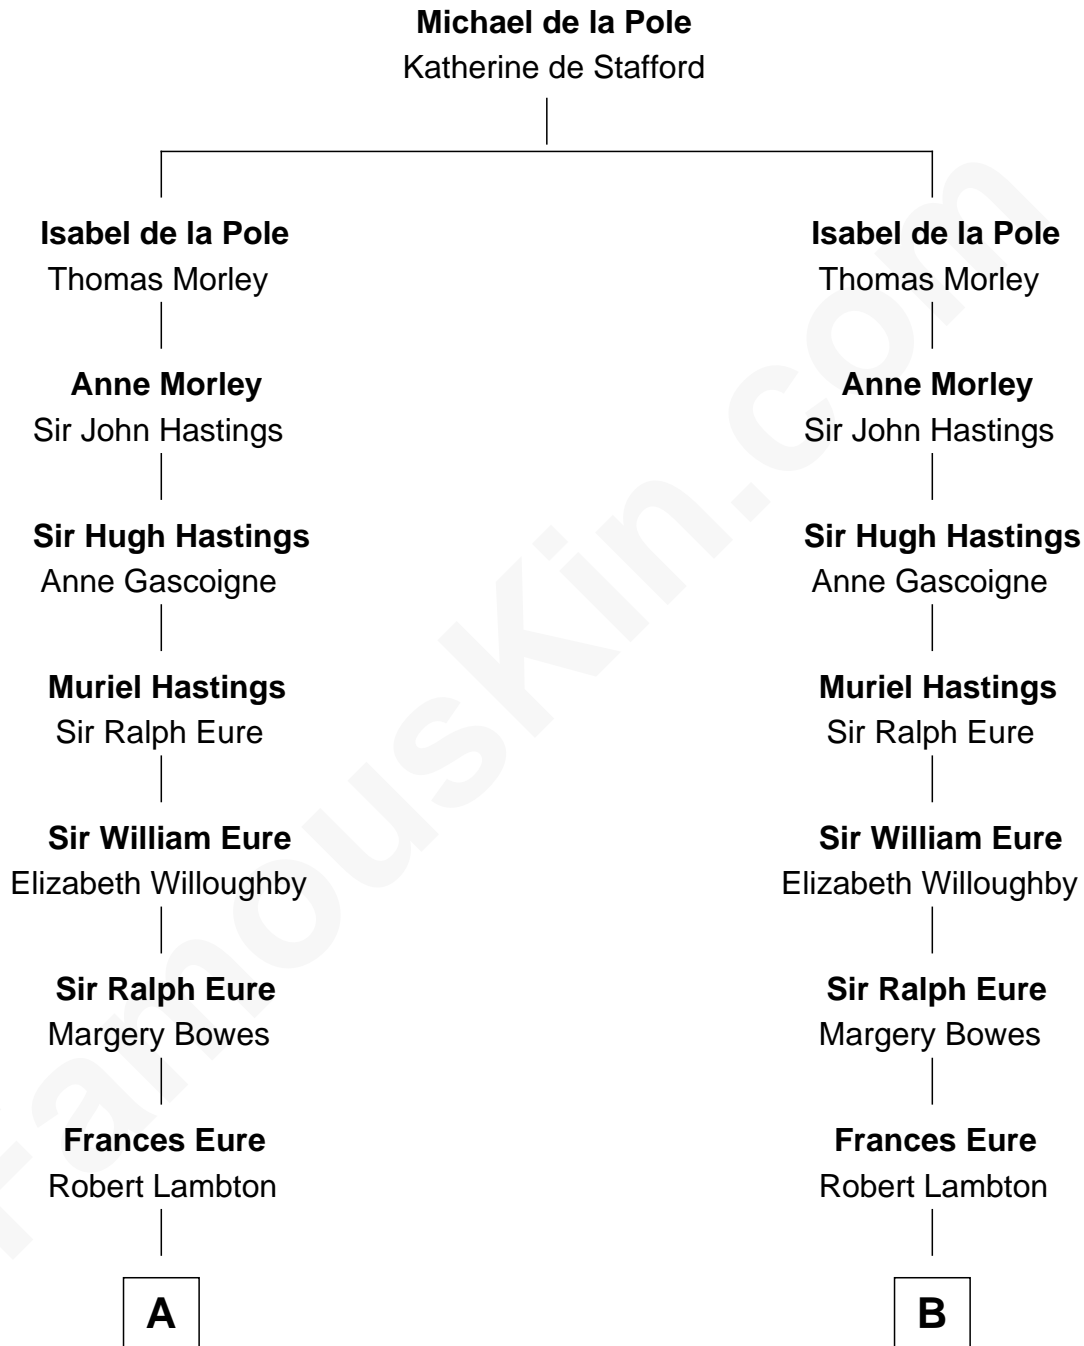 Michael de la Pole
Katherine de Stafford
Isabel de la Pole
Thomas Morley
Isabel de la Pole
Thomas Morley
Anne Morley
Sir John Hastings
Anne Morley
Sir John Hastings
Sir Hugh Hastings
Anne Gascoigne
Sir Hugh Hastings
Anne Gascoigne
Muriel Hastings
Sir Ralph Eure
Muriel Hastings
Sir Ralph Eure
Sir William Eure
Elizabeth Willoughby
Sir William Eure
Elizabeth Willoughby
Sir Ralph Eure
Margery Bowes
Sir Ralph Eure
Margery Bowes
Frances Eure
Robert Lambton
Frances Eure
Robert Lambton
A
B
FamousKin.com